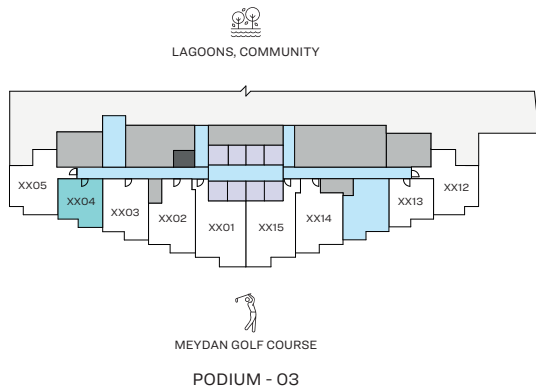 LAGOONS, COMMUNITY
XX05
XX04
XX03
XX02
XX01
XX15
XX14
XX13
XX12
MEYDAN GOLF COURSE
PODIUM - 03